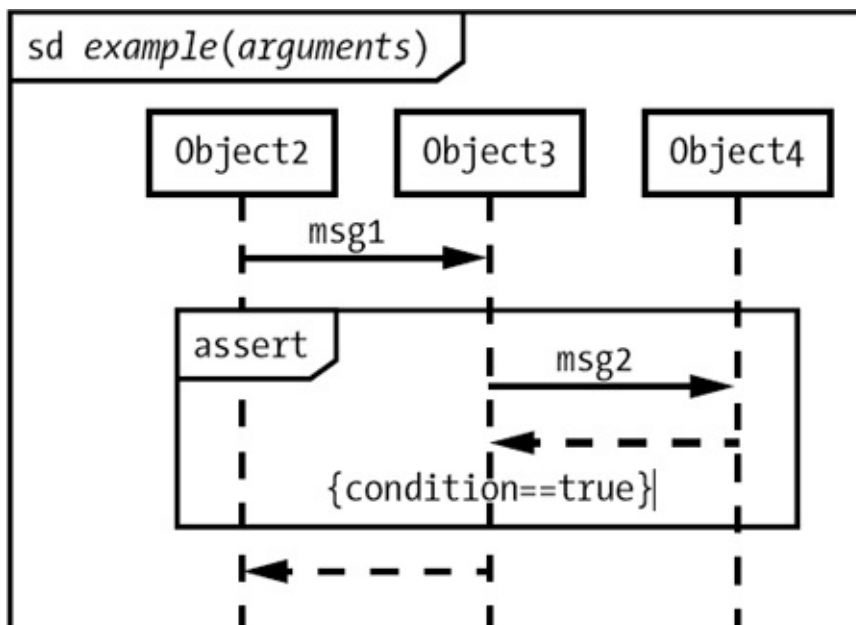 sd example(arguments)
Object2 Object3 Object4
msg1
assert
msg2
{condition==true}